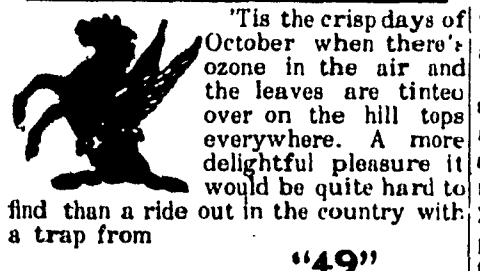 'Tis the crisp days of
October when there's
ozone in the air and
the leaves are tinted
over on the hill tops
everywhere. A more
delightful pleasure it
would be quite hard to
find than a ride out in the country with
a trap from
"49"